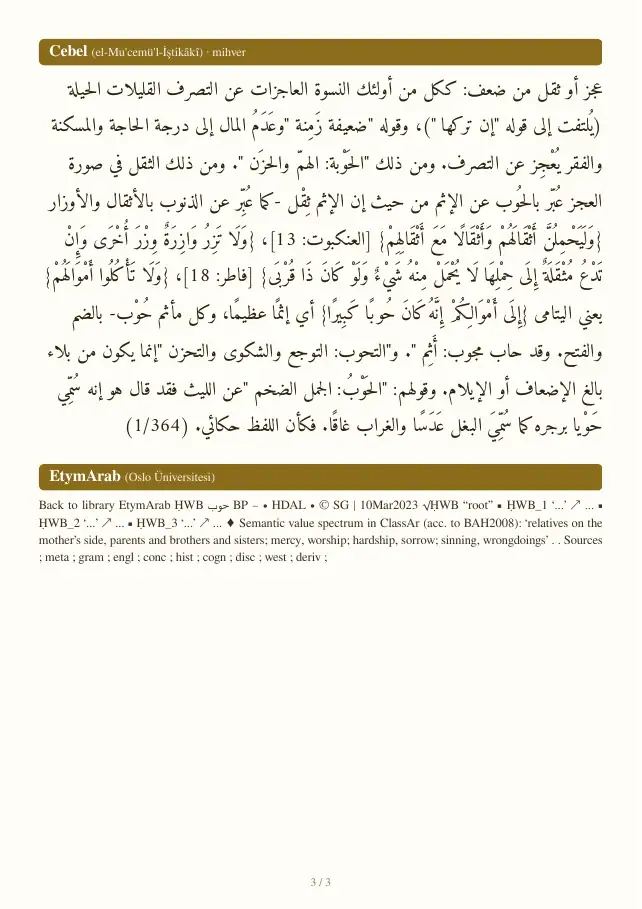 Cebel (el-Mu'cemü'l-İştikâkî) · mihver
عجز أو ثقل من ضعف: ككل من أولئك النسوة العاجزات عن التصرف القليلات الحيلة
(يُلتفت إلى قوله "إن تركها ")، وقوله "ضعيفة زَمِنة "وعَدَمُ المال إلى درجة الحاجة والمسكنة
والفقر يُعْجِز عن التصرف. ومن ذلك "الحَوْبة: الهمّ والحزَن ". ومن ذلك الثقل في صورة
العجز عُبّر بالحُوب عن الإثم من حيث إن الإثم ثِقْل -كما عبِّر عن الذنوب بالأثقال والأوزار
{وَلَيَحْمِلُنَّ أَثْقَالَهُمْ وَأَثْقَالًا مَعَ أَثْقَالِهِمْ} [العنكبوت: 13]، {وَلَا تَزِرُ وَازِرَةٌ وِزْرَ أُخْرَى وَإِنْ
تَدْعُ مُثْقَلَةٌ إِلَى حِمْلِهَا لَا يُحْمَلْ مِنْهُ شَيْءٌ وَلَوْ كَانَ ذَا قُرْبَى} [فاطر: 18]، {وَلَا تَأْكُلُوا أَمْوَالَهُمْ}
يعني اليتامى {إِلَى أَمْوَالِكُمْ إِنَّهُ كَانَ حُوبًا كَبِيرًا} أي إثمًا عظيمًا، وكل مأثم حُوْب- بالضم
والفتح. وقد حاب مجوب: أَثِم ". و"التحوب: التوجع والشكوى والتحزن "إنما يكون من بلاء
بالغ الإضعاف أو الإيلام. وقولهم: "الحَوْبُ: الجمل الضخم "عن الليث فقد قال هو إنه سُمِّي
حَوْبا برجره كما سُمِّيَ البغل عَدَسًا والغراب غاقًا. فكأن اللفظ حكائي. (1/364)
EtymArab (Oslo Üniversitesi)
Back to library EtymArab ḤWB حوب BP – • HDAL • © SG | 10Mar2023 √ḤWB “root” ▪ ḤWB_1 ‘...’ ↗ ... ▪
ḤWB_2 ‘...’ ↗ ... ▪ ḤWB_3 ‘...’ ↗ ... ♦ Semantic value spectrum in ClassAr (acc. to BAH2008): ‘relatives on the
mother’s side, parents and brothers and sisters; mercy, worship; hardship, sorrow; sinning, wrongdoings’ . . Sources
; meta ; gram ; engl ; conc ; hist ; cogn ; disc ; west ; deriv ;
3 / 3